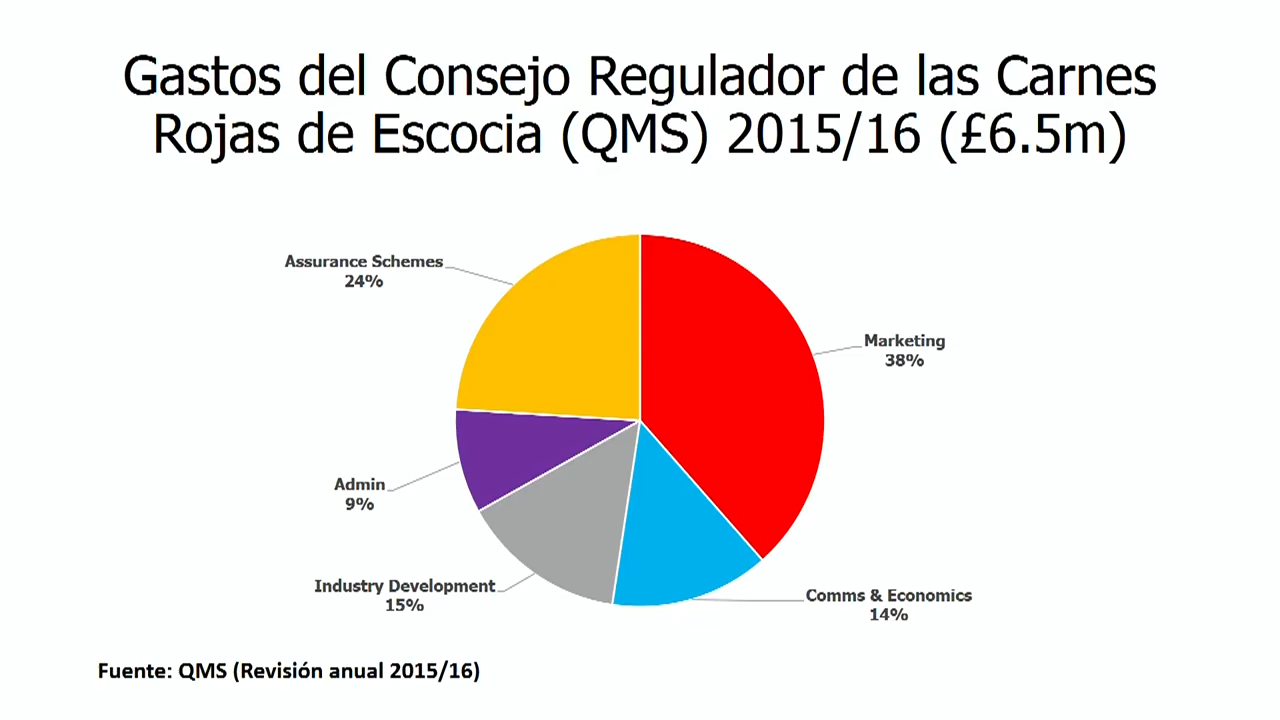 Gastos del Consejo Regulador de las Carnes
Rojas de Escocia (QMS) 2015/16 (£6.5m)
Assurance Schemes
24%
Marketing
38%
Admin
9%
Industry Development
15%
Comms & Economics
14%
Fuente: QMS (Revisión anual 2015/16)